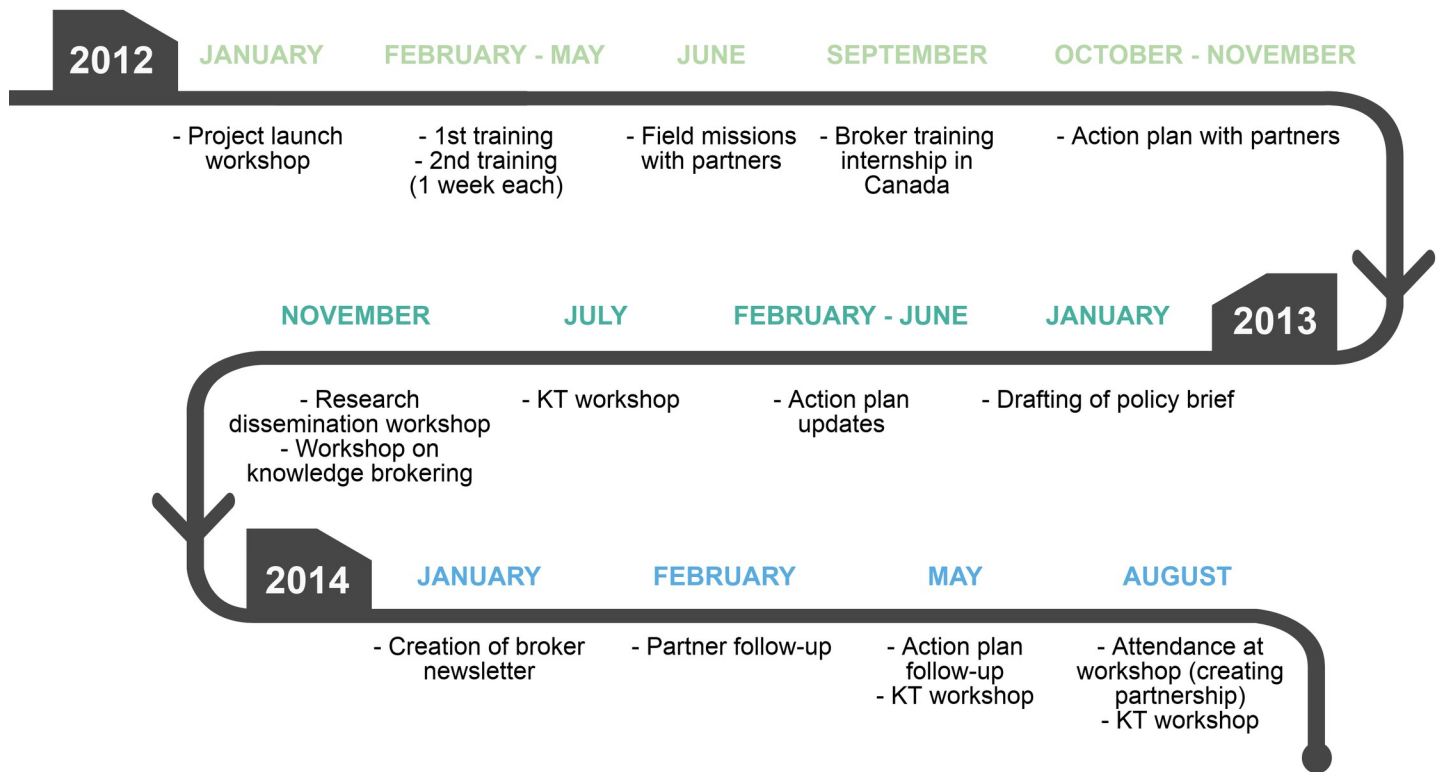 2012
JANUARY
FEBRUARY - MAY
JUNE
SEPTEMBER
OCTOBER - NOVEMBER
- Project launch
workshop
- 1st training
- 2nd training
(1 week each)
- Field missions
with partners
- Broker training
internship in
Canada
- Action plan with partners
2013
JANUARY
FEBRUARY - JUNE
JULY
NOVEMBER
- Drafting of policy brief
- Action plan
updates
- KT workshop
- Research
dissemination workshop
- Workshop on
knowledge brokering
2014
JANUARY
FEBRUARY
MAY
AUGUST
- Creation of broker
newsletter
- Partner follow-up
- Action plan
follow-up
- KT workshop
- Attendance at
workshop (creating
partnership)
- KT workshop